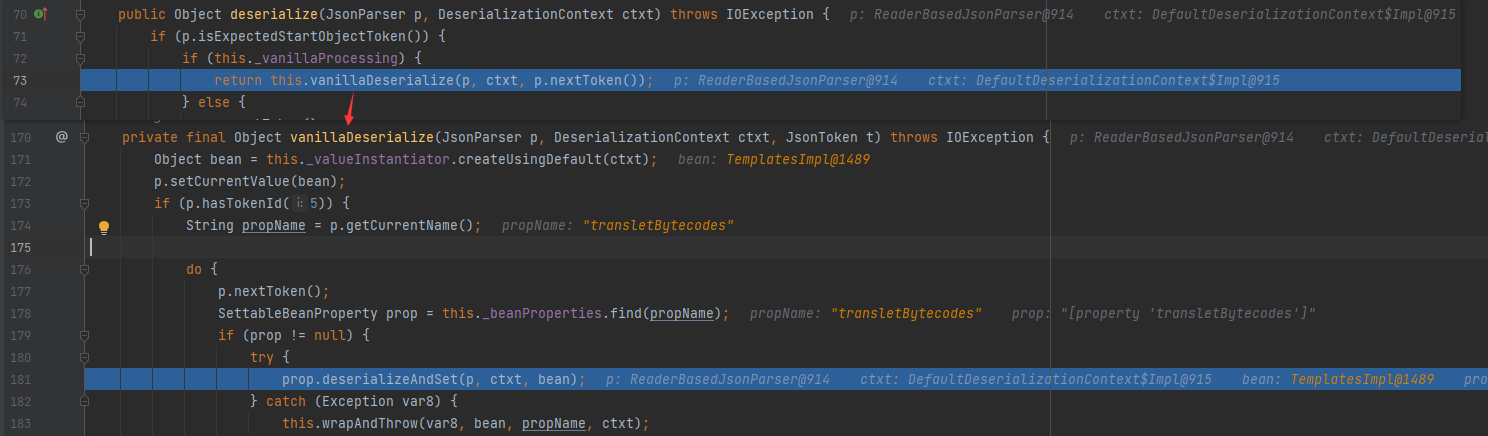 70 public Object deserialize(JsonParser p, DeserializationContext ctxt) throws IOException { p: ReaderBasedJsonParser@914 ctxt: DefaultDeserializationContext$Impl@915
71 if (p.isExpectedStartObjectToken()) {
72 if (this._vanillaProcessing) {
73 return this.vanillaDeserialize(p, ctxt, p.nextToken()); p: ReaderBasedJsonParser@914 ctxt: DefaultDeserializationContext$Impl@915
74 } else {
170 @ private final Object vanillaDeserialize(JsonParser p, DeserializationContext ctxt, JsonToken t) throws IOException { p: ReaderBasedJsonParser@914 ctxt: DefaultDeserial
171 Object bean = this._valueInstantiator.createUsingDefault(ctxt); bean: TemplatesImpl@1489
172 p.setCurrentValue(bean);
173 if (p.hasTokenId( i: 5)) {
174 String propName = p.getCurrentName(); propName: "transletBytecodes"
175
176 do {
177 p.nextToken();
178 SettableBeanProperty prop = this._beanProperties.find(propName); propName: "transletBytecodes" prop: "[property 'transletBytecodes']"
179 if (prop != null) {
180 try {
181 prop.deserializeAndSet(p, ctxt, bean); p: ReaderBasedJsonParser@914 ctxt: DefaultDeserializationContext$Impl@915 bean: TemplatesImpl@1489 pro
182 } catch (Exception var8) {
183 this.wrapAndThrow(var8, bean, propName, ctxt);